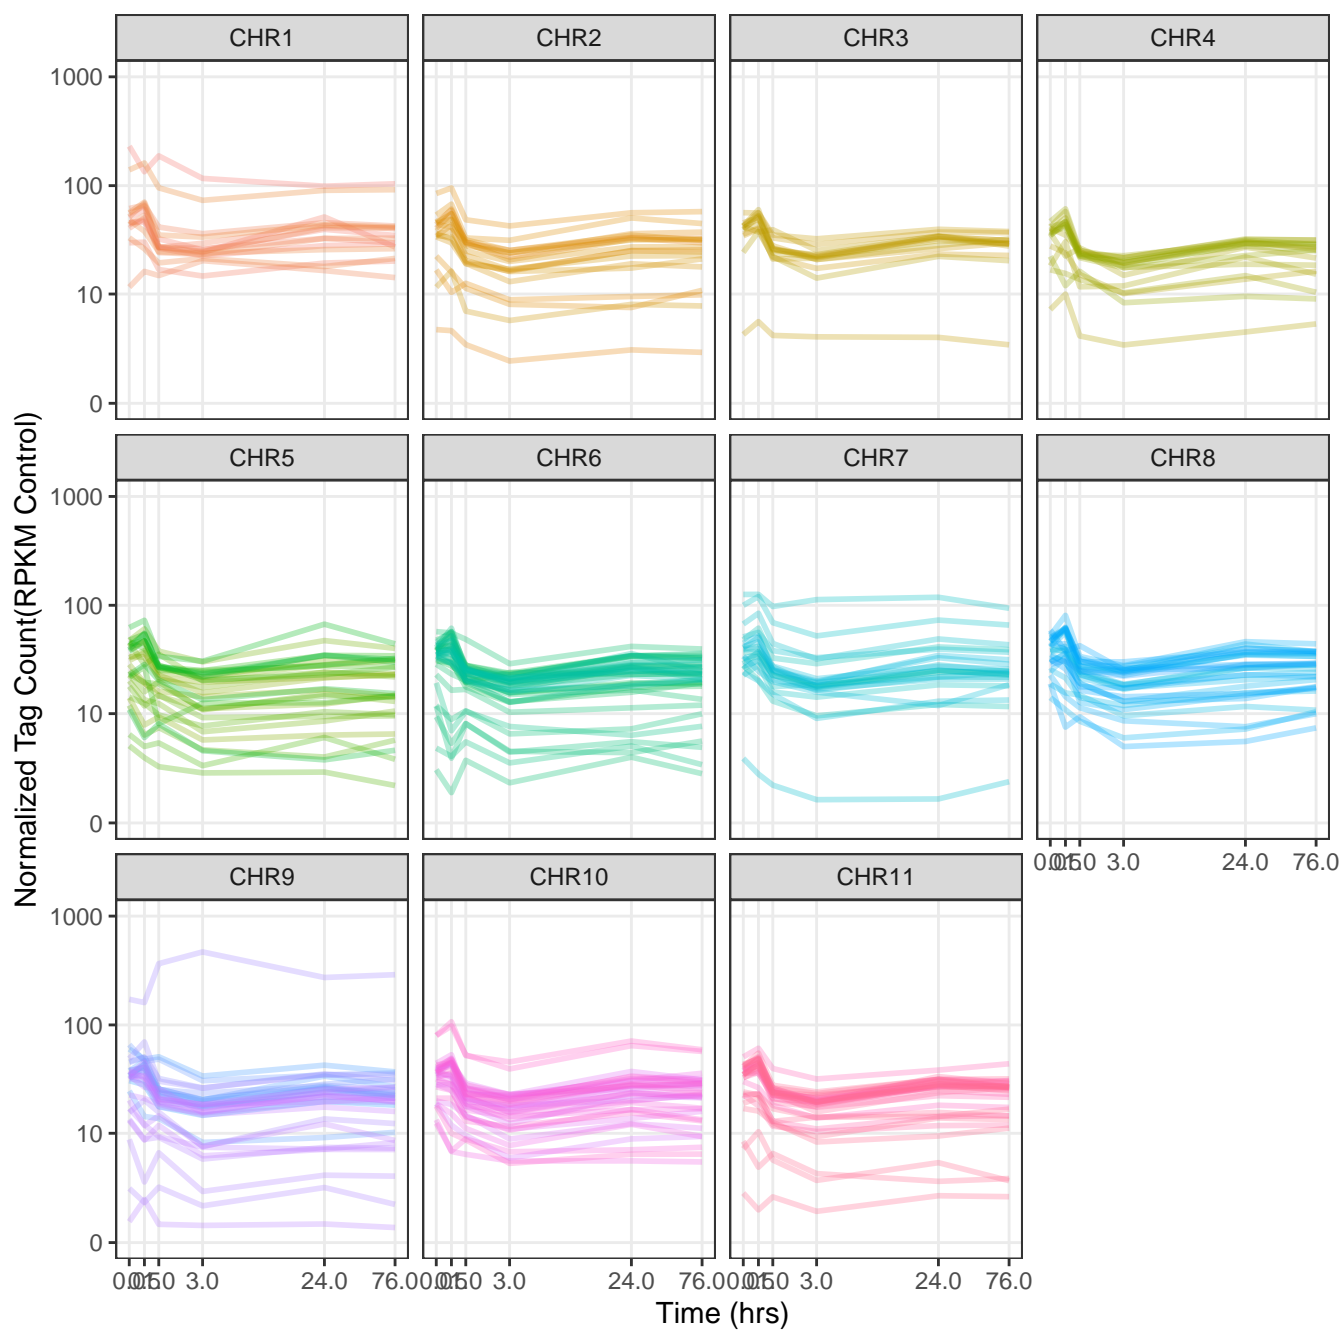 CHR1 CHR2 CHR3 CHR4
1000
100
10
0
CHR5 CHR6 CHR7 CHR8
1000
100
10
0
3.0 24.0 76.0
CHR9 CHR10 CHR11
1000
100
10
0
3.0 24.0 76.0 3.0 24.0 76.0 3.0 24.0 76.0
Time (hrs)
Normalized Tag Count(RPKM Control)